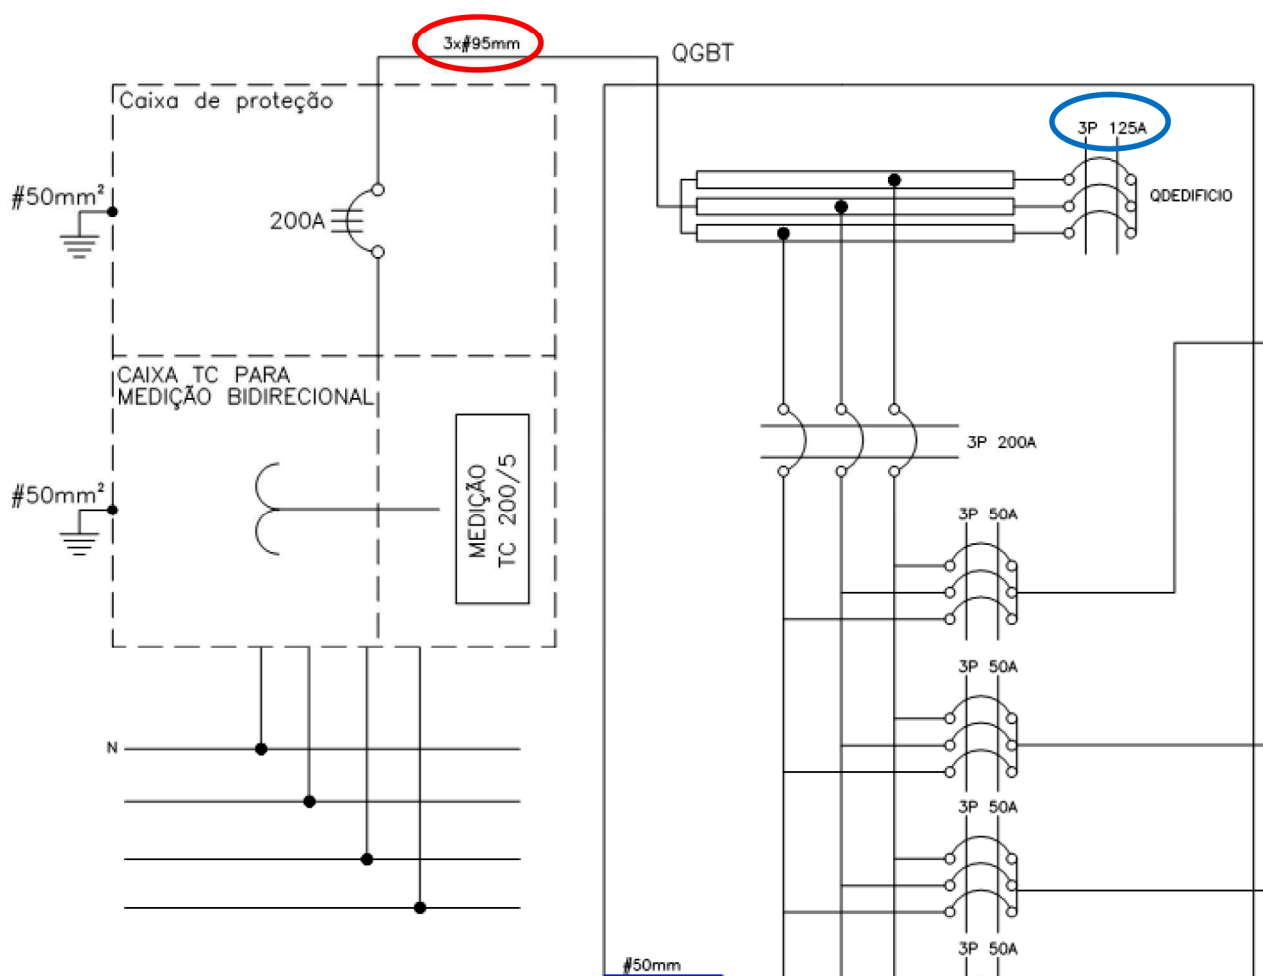 3x#95mm
QGBT
Caixa de proteção
3P 125A
#50mm²
QDEDIFICIO
200A
CAIXA TC PARA
MEDIÇÃO BIDIRECIONAL
3P 200A
MEDIÇÃO
TC 200/5
#50mm²
3P 50A
3P 50A
N
3P 50A
3P 50A
#50mm